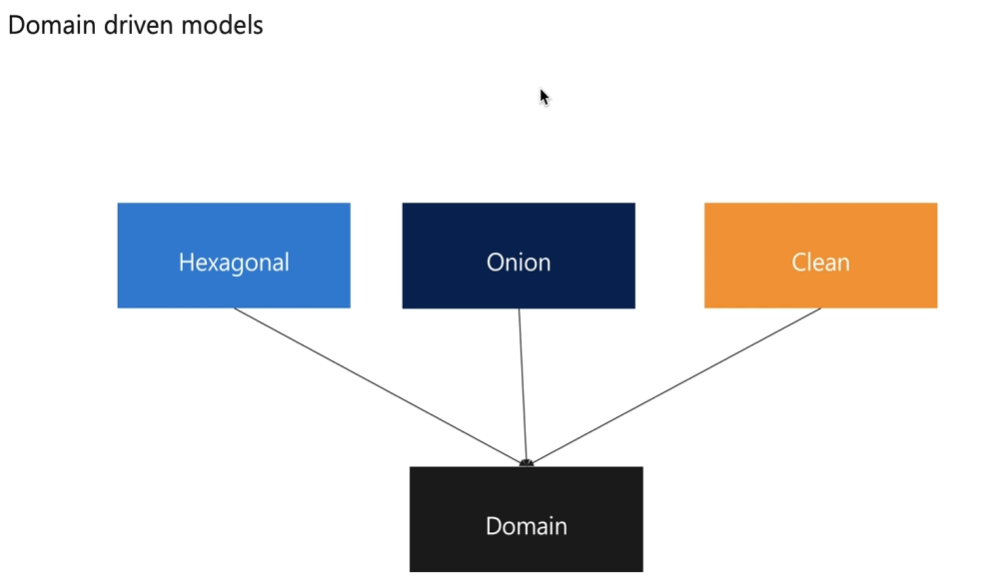 Domain driven models
Hexagonal
Onion
Clean
Domain